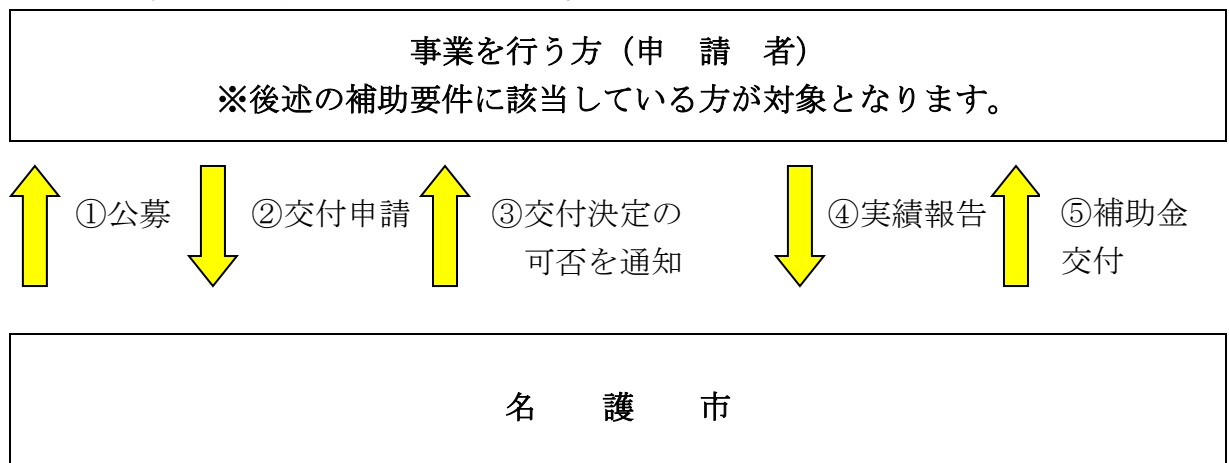 事業を行う方（申　請　者）
※後述の補助要件に該当している方が対象となります。
①公募
②交付申請
③交付決定の
可否を通知
④実績報告
⑤補助金
交付
名　　護　　市